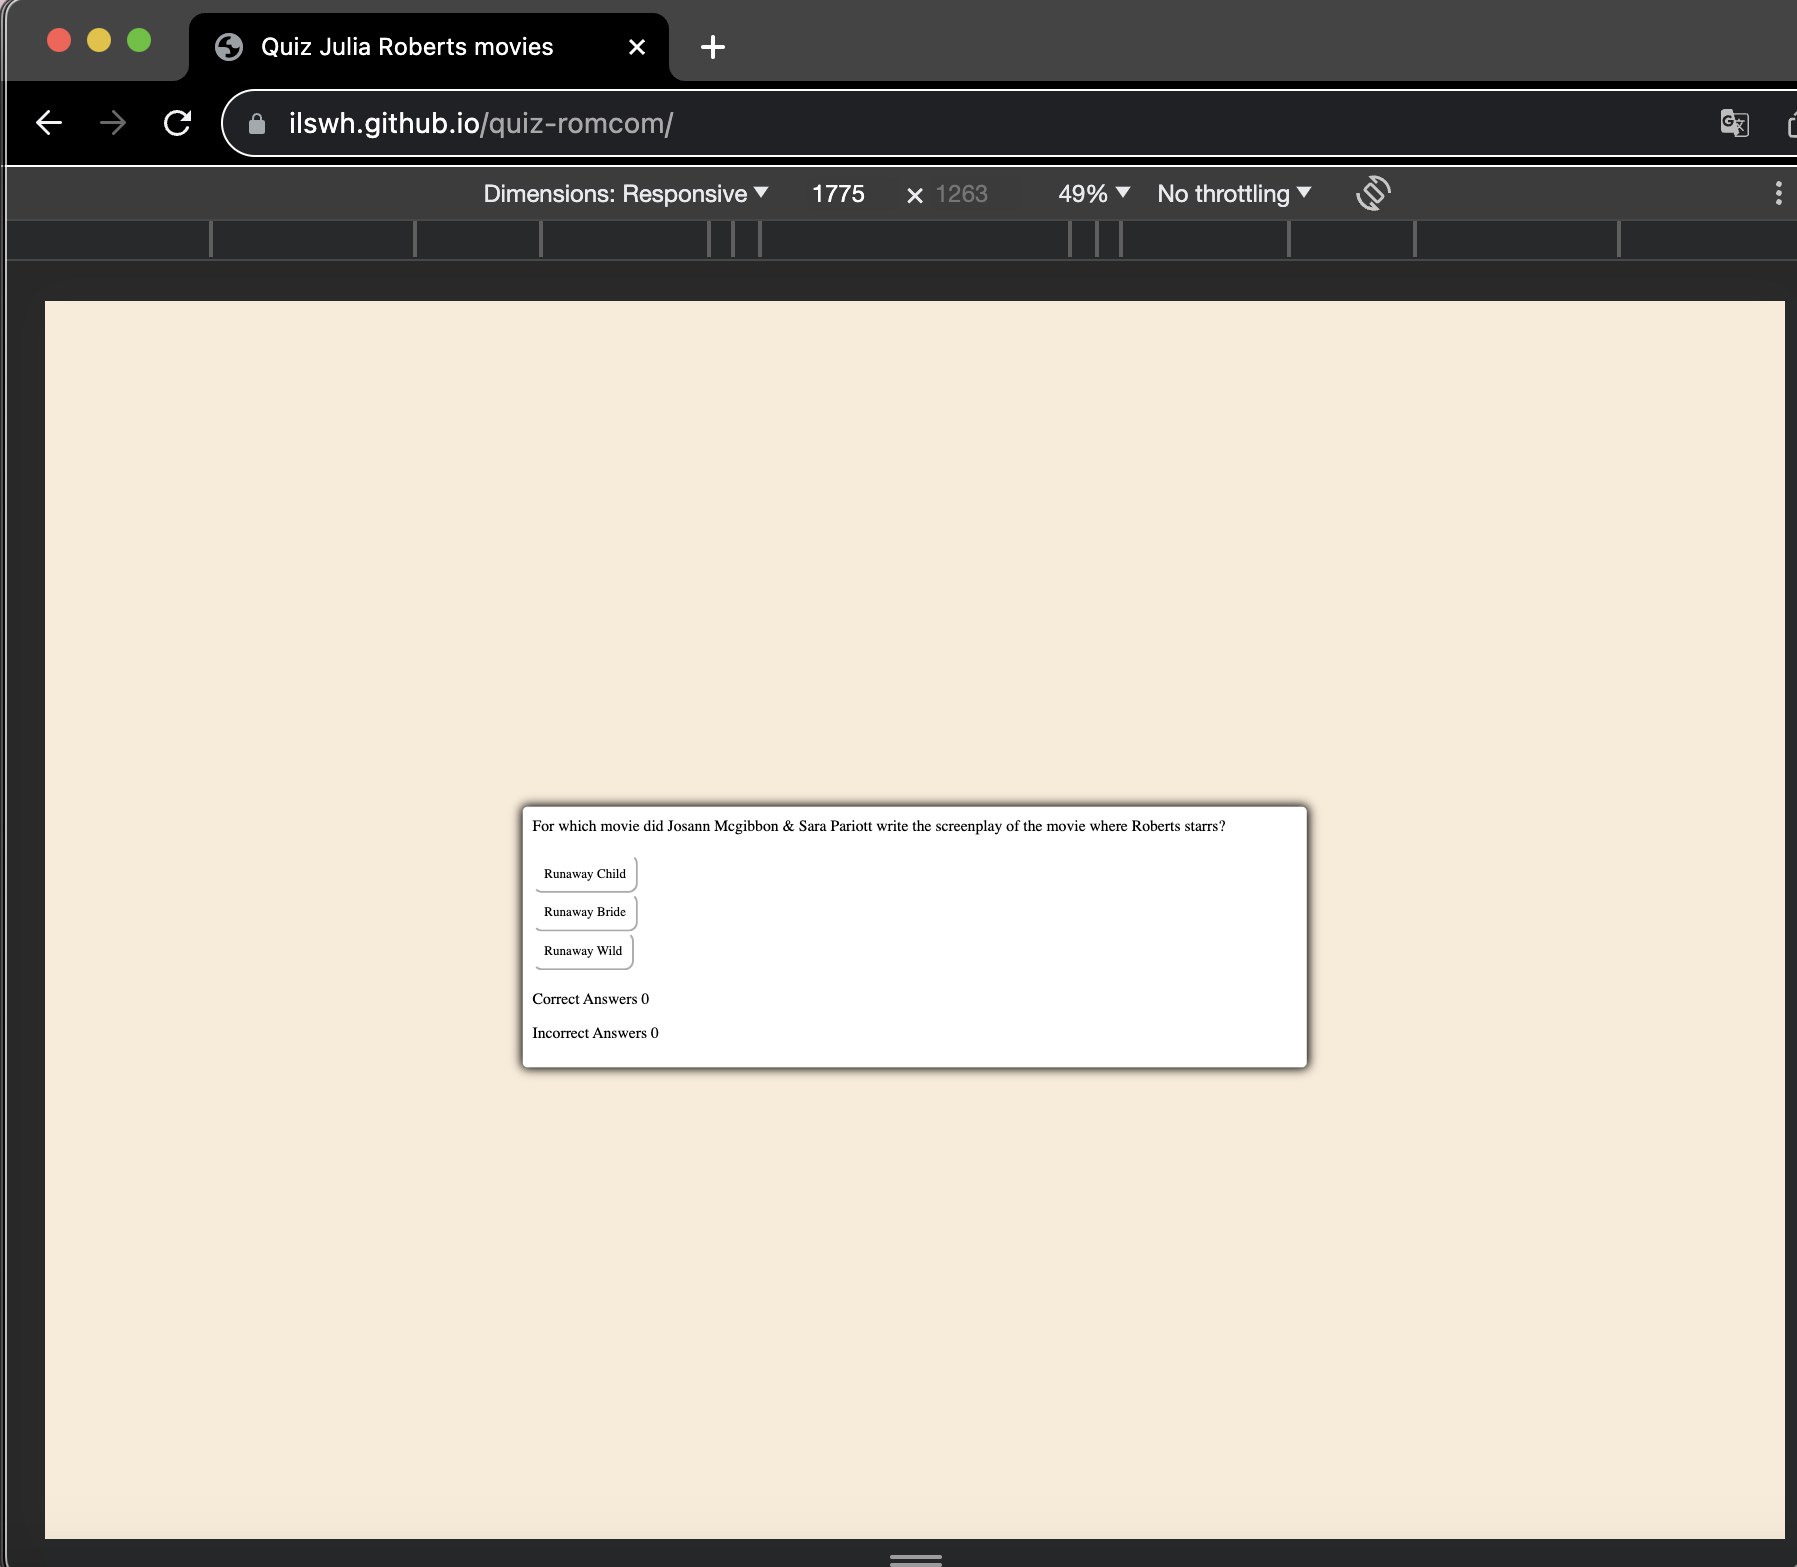 Quiz Julia Roberts movies
ilswh.github.io/quiz-romcom/
Dimensions: Responsive 1775 × 1263 49% No throttling
For which movie did Josann Mcgibbon & Sara Pariott write the screenplay of the movie where Roberts starrs?
Runaway Child
Runaway Bride
Runaway Wild
Correct Answers 0
Incorrect Answers 0